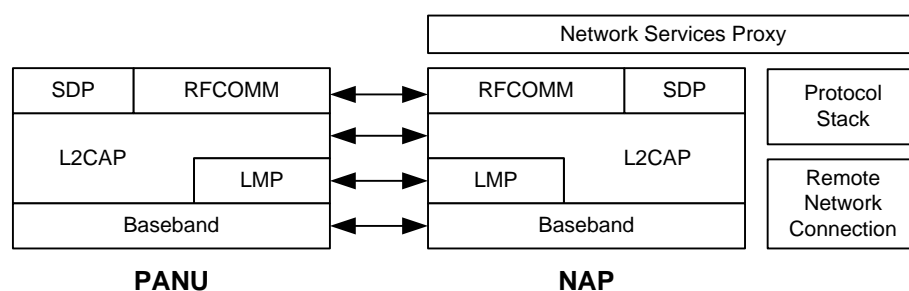 Network Services Proxy
SDP
RFCOMM
RFCOMM
SDP
Protocol
Stack
L2CAP
L2CAP
LMP
LMP
Remote
Network
Connection
Baseband
Baseband
PANU
NAP